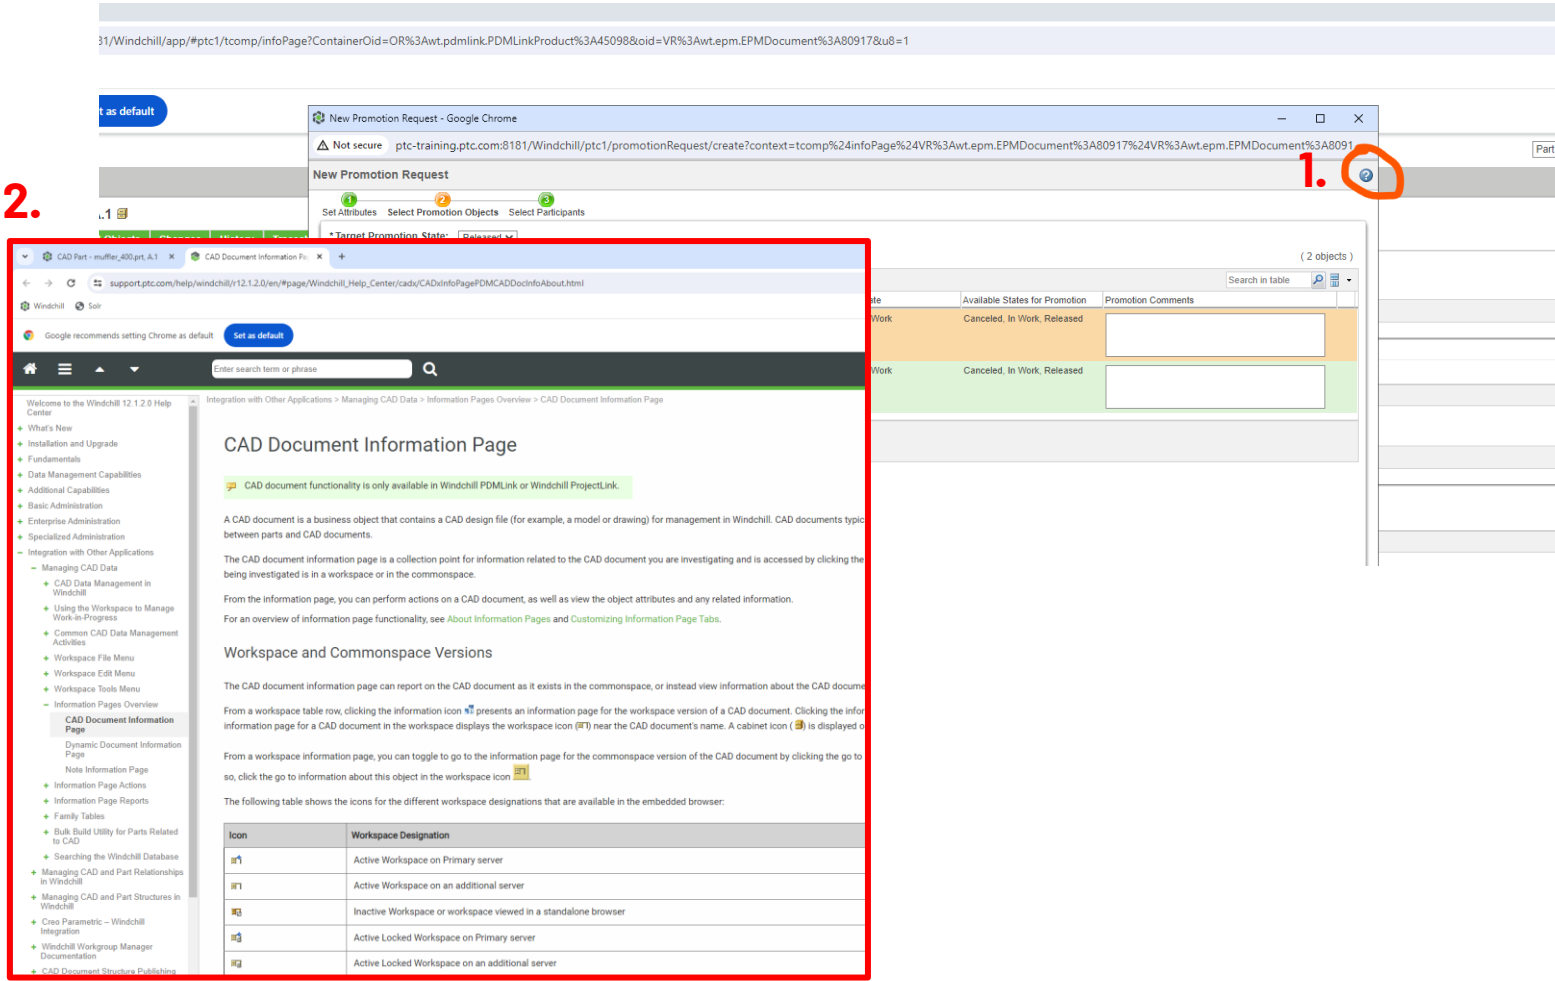 31/Windchill/app/#ptc1/tcomp/infoPage?ContainerOid=OR%3Awt.pdmlink.PDMLinkProduct%3A45098&oid=VR%3Awt.epm.EPMDocument%3A80917&u8=1
t as default
New Promotion Request - Google Chrome
Not secure ptc-training.ptc.com:8181/Windchill/ptc1/promotionRequest/create?context=tcomp%24infoPage%24VR%3Awt.epm.EPMDocument%3A80917%24VR%3Awt.epm.EPMDocument%3A8091
Part
New Promotion Request
1.
?
2.
.1
1 2 3
Set Attributes Select Promotion Objects Select Participants
* Target Promotion State: Released
( 2 objects )
Search in table
Available States for Promotion Promotion Comments
Work Canceled, In Work, Released
Work Canceled, In Work, Released
CAD Part - muffler_400.prt, A.1
CAD Document Information Pa
support.ptc.com/help/windchill/r12.1.2.0/en/#page/Windchill_Help_Center/cadx/CADxInfoPagePDMCADDocInfoAbout.html
Windchill Solr
Google recommends setting Chrome as default Set as default
Enter search term or phrase
Welcome to the Windchill 12.1.2.0 Help
Center
What's New
Installation and Upgrade
Fundamentals
Data Management Capabilities
Additional Capabilities
Basic Administration
Enterprise Administration
Specialized Administration
Integration with Other Applications
Managing CAD Data
CAD Data Management in
Windchill
Using the Workspace to Manage
Work-in-Progress
Common CAD Data Management
Activities
Workspace File Menu
Workspace Edit Menu
Workspace Tools Menu
Information Pages Overview
CAD Document Information
Page
Dynamic Document Information
Page
Note Information Page
Information Page Actions
Information Page Reports
Family Tables
Bulk Build Utility for Parts Related
to CAD
Searching the Windchill Database
Managing CAD and Part Relationships
in Windchill
Managing CAD and Part Structures in
Windchill
Creo Parametric – Windchill
Integration
Windchill Workgroup Manager
Documentation
CAD Document Structure Publishing
Integration with Other Applications > Managing CAD Data > Information Pages Overview > CAD Document Information Page
CAD Document Information Page
CAD document functionality is only available in Windchill PDMLink or Windchill ProjectLink.
A CAD document is a business object that contains a CAD design file (for example, a model or drawing) for management in Windchill. CAD documents typic
between parts and CAD documents.
The CAD document information page is a collection point for information related to the CAD document you are investigating and is accessed by clicking the
being investigated is in a workspace or in the commonspace.
From the information page, you can perform actions on a CAD document, as well as view the object attributes and any related information.
For an overview of information page functionality, see About Information Pages and Customizing Information Page Tabs.
Workspace and Commonspace Versions
The CAD document information page can report on the CAD document as it exists in the commonspace, or instead view information about the CAD docume
From a workspace table row, clicking the information icon presents an information page for the workspace version of a CAD document. Clicking the infor
information page for a CAD document in the workspace displays the workspace icon ( ) near the CAD document's name. A cabinet icon ( ) is displayed o
From a workspace information page, you can toggle to go to the information page for the commonspace version of the CAD document by clicking the go to
so, click the go to information about this object in the workspace icon
The following table shows the icons for the different workspace designations that are available in the embedded browser:
Icon Workspace Designation
Active Workspace on Primary server
Active Workspace on an additional server
Inactive Workspace or workspace viewed in a standalone browser
Active Locked Workspace on Primary server
Active Locked Workspace on an additional server